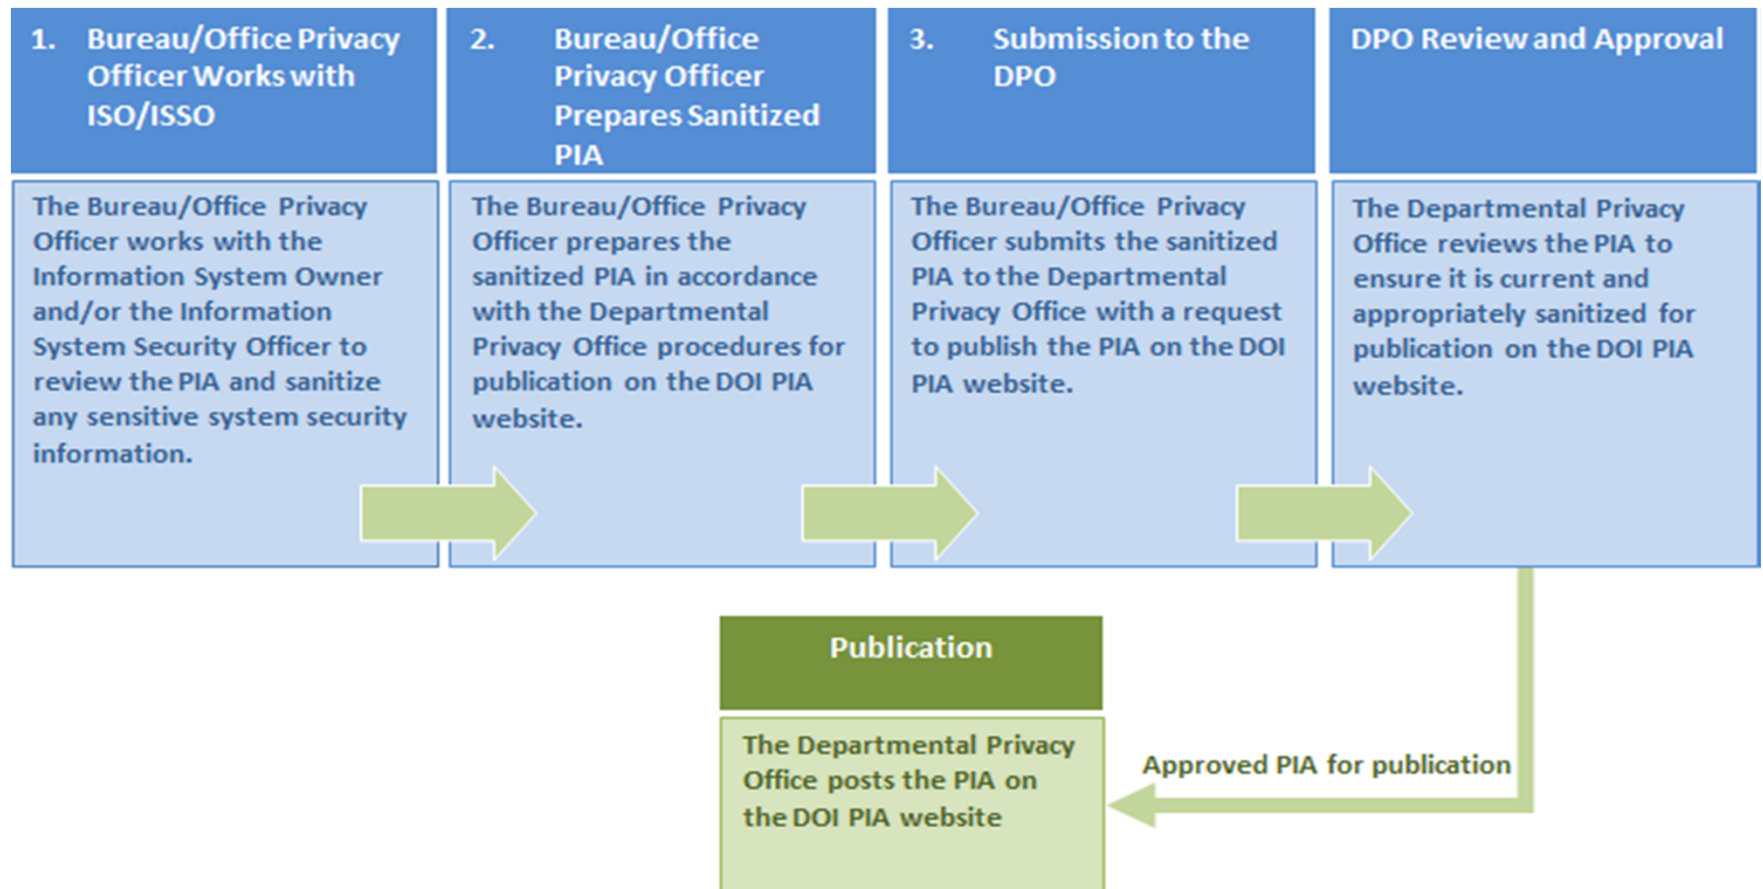 1. Bureau/Office Privacy
Officer Works with
ISO/ISSO
2. Bureau/Office
Privacy Officer
Prepares Sanitized
PIA
3. Submission to the
DPO
DPO Review and Approval
The Bureau/Office Privacy
Officer works with the
Information System Owner
and/or the Information
System Security Officer to
review the PIA and sanitize
any sensitive system security
information.
The Bureau/Office Privacy
Officer prepares the
sanitized PIA in accordance
with the Departmental
Privacy Office procedures for
publication on the DOI PIA
website.
The Bureau/Office Privacy
Officer submits the sanitized
PIA to the Departmental
Privacy Office with a request
to publish the PIA on the DOI
PIA website.
The Departmental Privacy
Office reviews the PIA to
ensure it is current and
appropriately sanitized for
publication on the DOI PIA
website.
Publication
The Departmental Privacy
Office posts the PIA on
the DOI PIA website
Approved PIA for publication